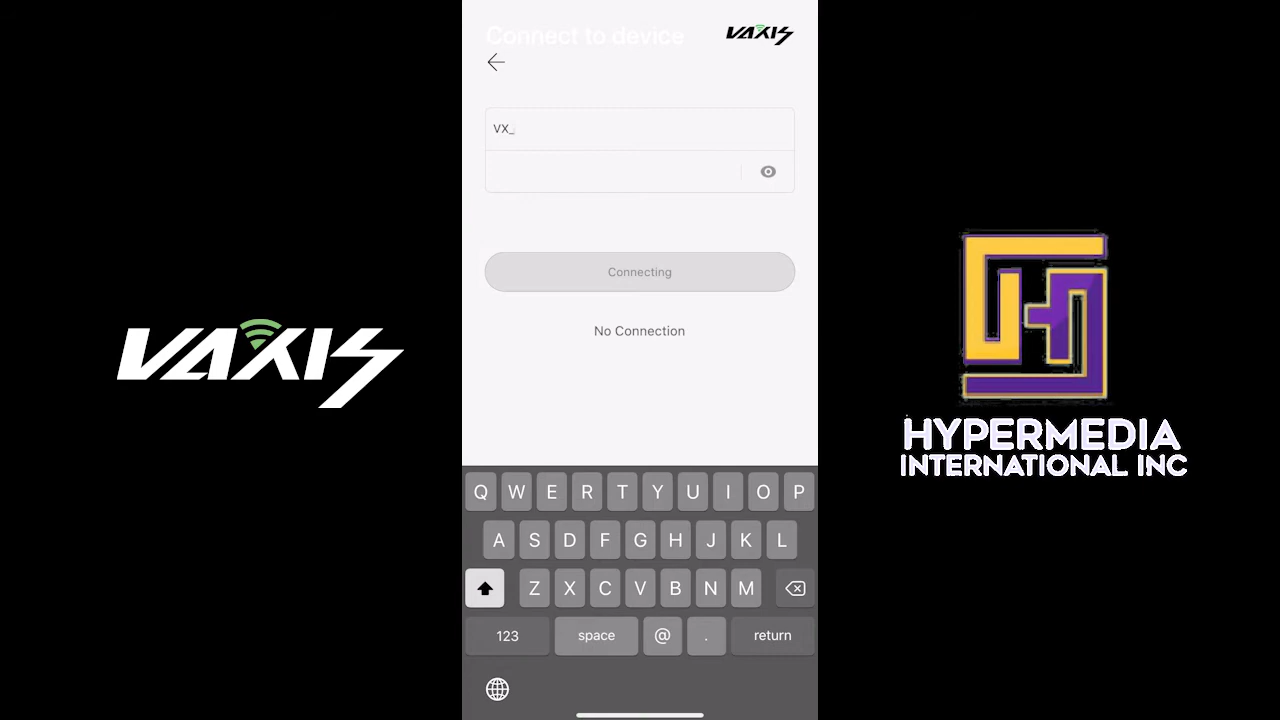 Connect to device
VAXIS
VX_
Connecting
No Connection
VAXIS
HYPERMEDIA
INTERNATIONAL INC
Q W E R T Y U I O P
A S D F G H J K L
Z X C V B N M
123 space @ . return